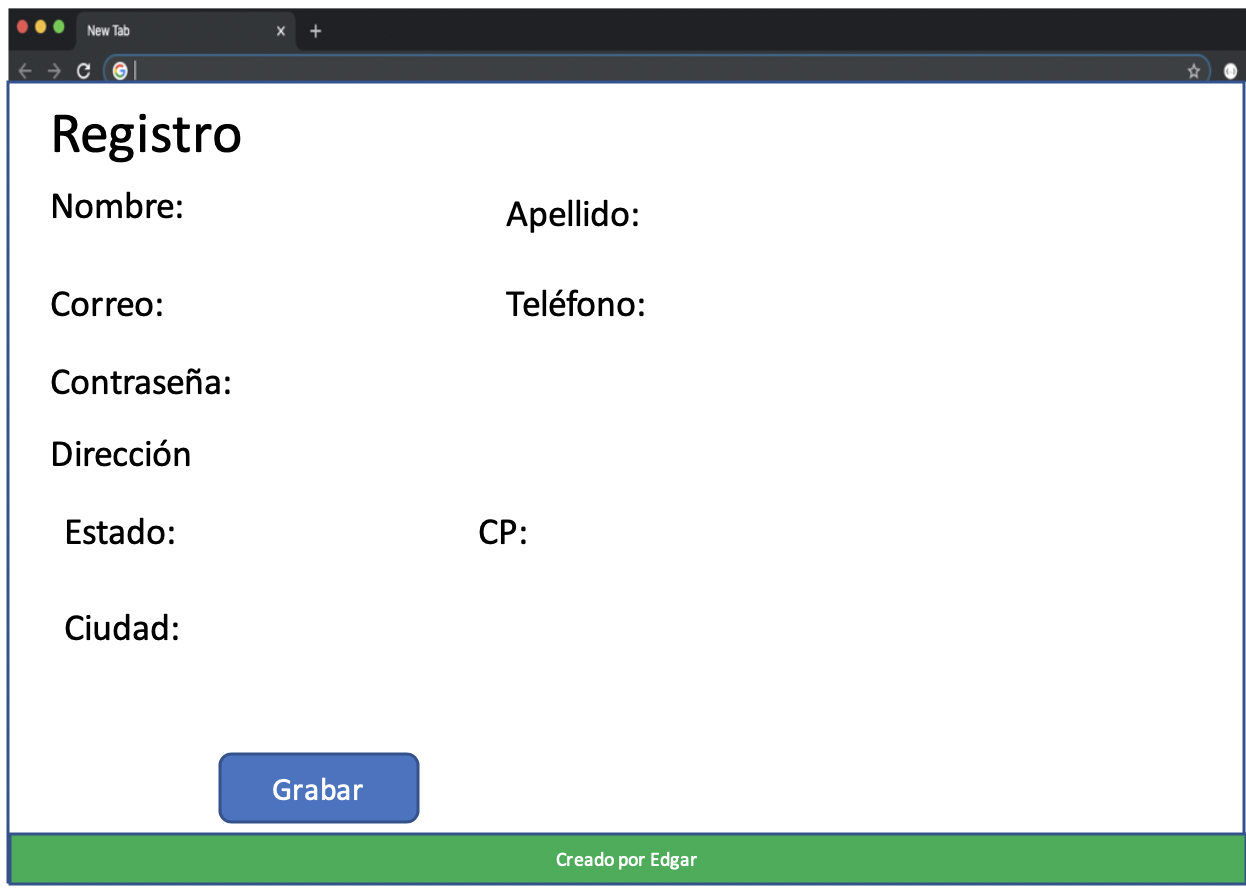 New Tab
Registro
Nombre: Apellido:
Correo: Teléfono:
Contraseña:
Dirección
Estado: CP:
Ciudad:
Grabar
Creado por Edgar